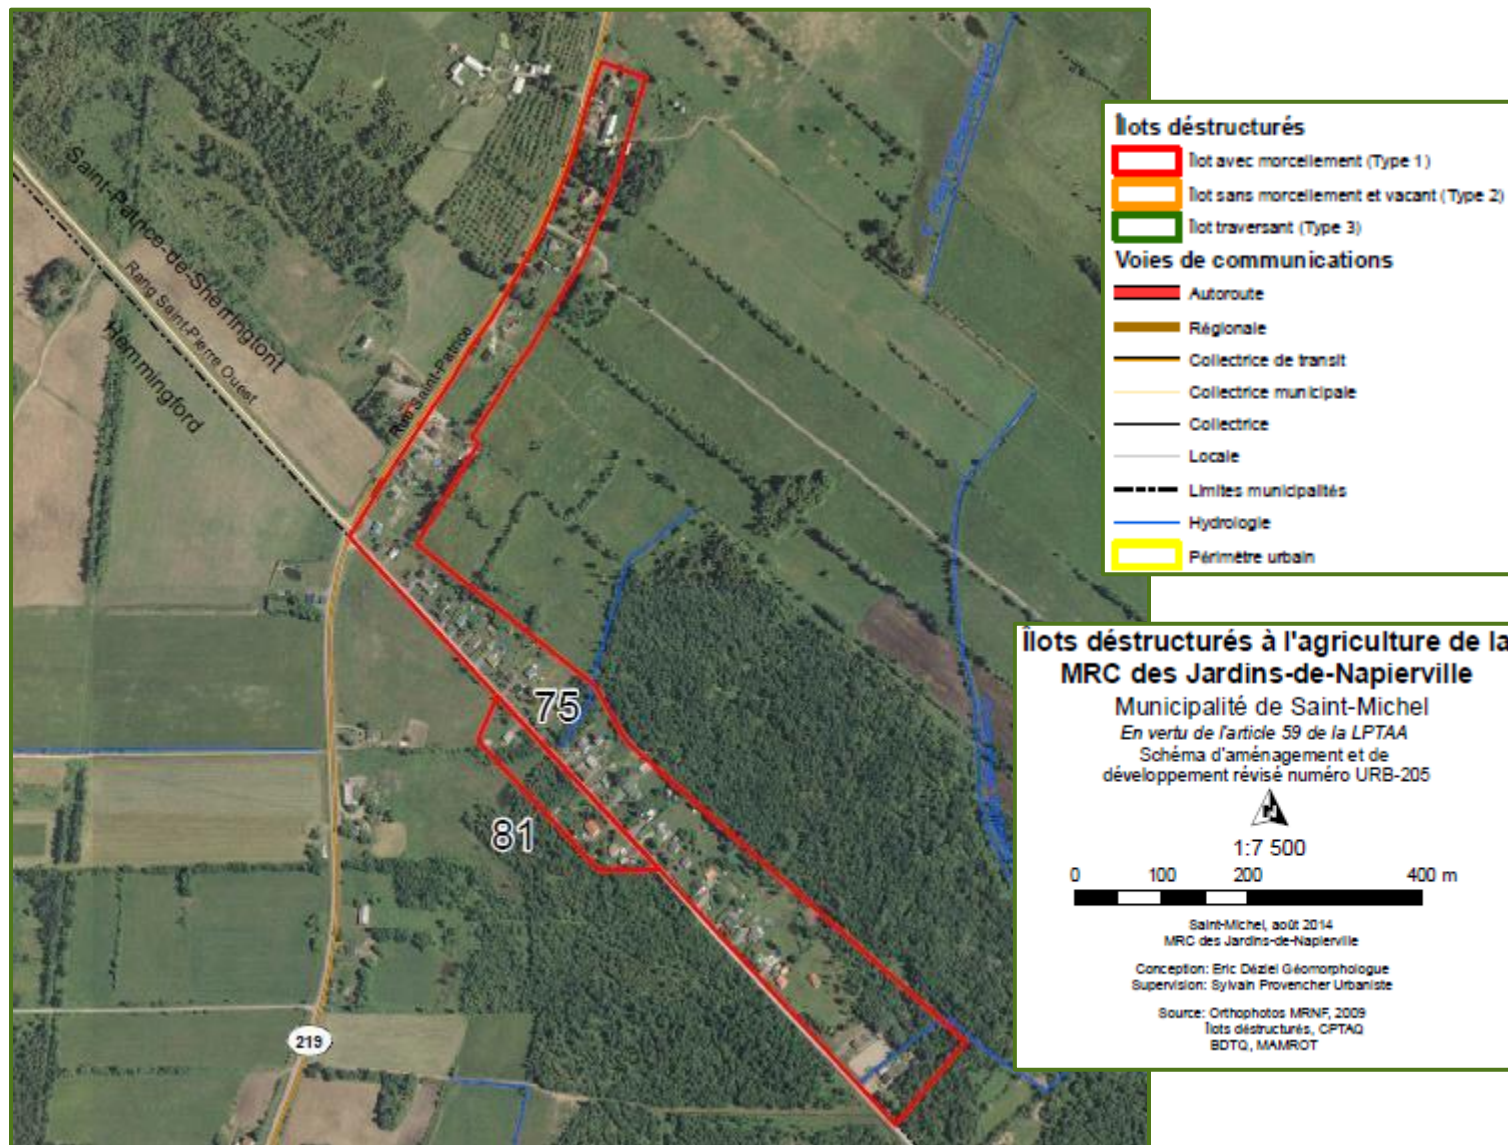 Saint-Patrice-de-Sherringtont
Rang Saint-Pierre Ouest
Hemmingford
Rue Saint-Patrice
75
81
219
Îlots déstructurés
Îlot avec morcellement (Type 1)
Îlot sans morcellement et vacant (Type 2)
Îlot traversant (Type 3)
Voies de communications
Autoroute
Régionale
Collectrice de transit
Collectrice municipale
Collectrice
Locale
Limites municipalités
Hydrologie
Périmètre urbain
Îlots déstructurés à l'agriculture de la
MRC des Jardins-de-Napierville
Municipalité de Saint-Michel
En vertu de l'article 59 de la LPTAA
Schéma d'aménagement et de
développement révisé numéro URB-205
N
1:7 500
0 100 200 400 m
Saint-Michel, août 2014
MRC des Jardins-de-Napierville
Conception: Eric Déziel Géomorphologue
Supervision: Sylvain Provencher Urbaniste
Source: Orthophotos MRNF, 2009
Îlots déstructurés, CPTAQ
BDTQ, MAMROT